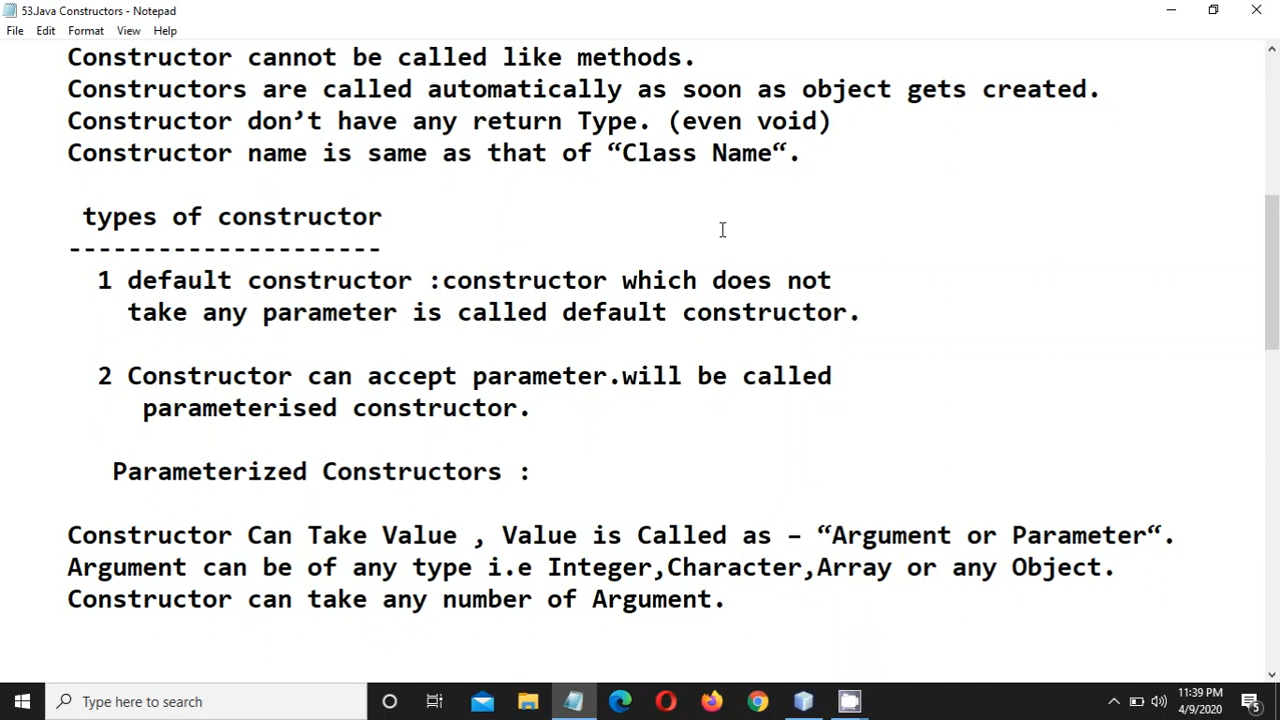 53.Java Constructors - Notepad
File Edit Format View Help
Constructor cannot be called like methods.
Constructors are called automatically as soon as object gets created.
Constructor don’t have any return Type. (even void)
Constructor name is same as that of “Class Name“.
types of constructor
---------------------
1 default constructor :constructor which does not
take any parameter is called default constructor.
2 Constructor can accept parameter.will be called
parameterised constructor.
Parameterized Constructors :
Constructor Can Take Value , Value is Called as – “Argument or Parameter“.
Argument can be of any type i.e Integer,Character,Array or any Object.
Constructor can take any number of Argument.
Type here to search
11:39 PM
4/9/2020
5